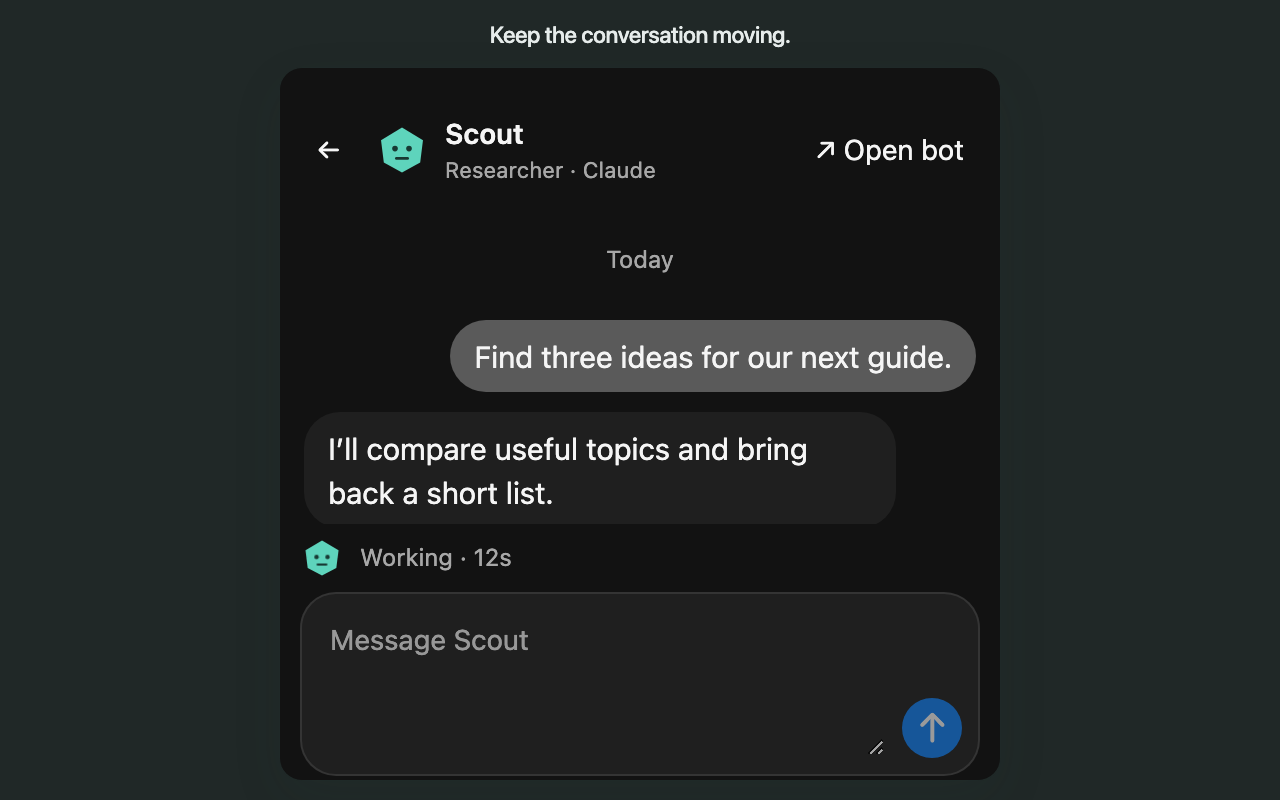 Keep the conversation moving.
Scout
Researcher · Claude
Open bot
Today
Find three ideas for our next guide.
I’ll compare useful topics and bring
back a short list.
Working · 12s
Message Scout